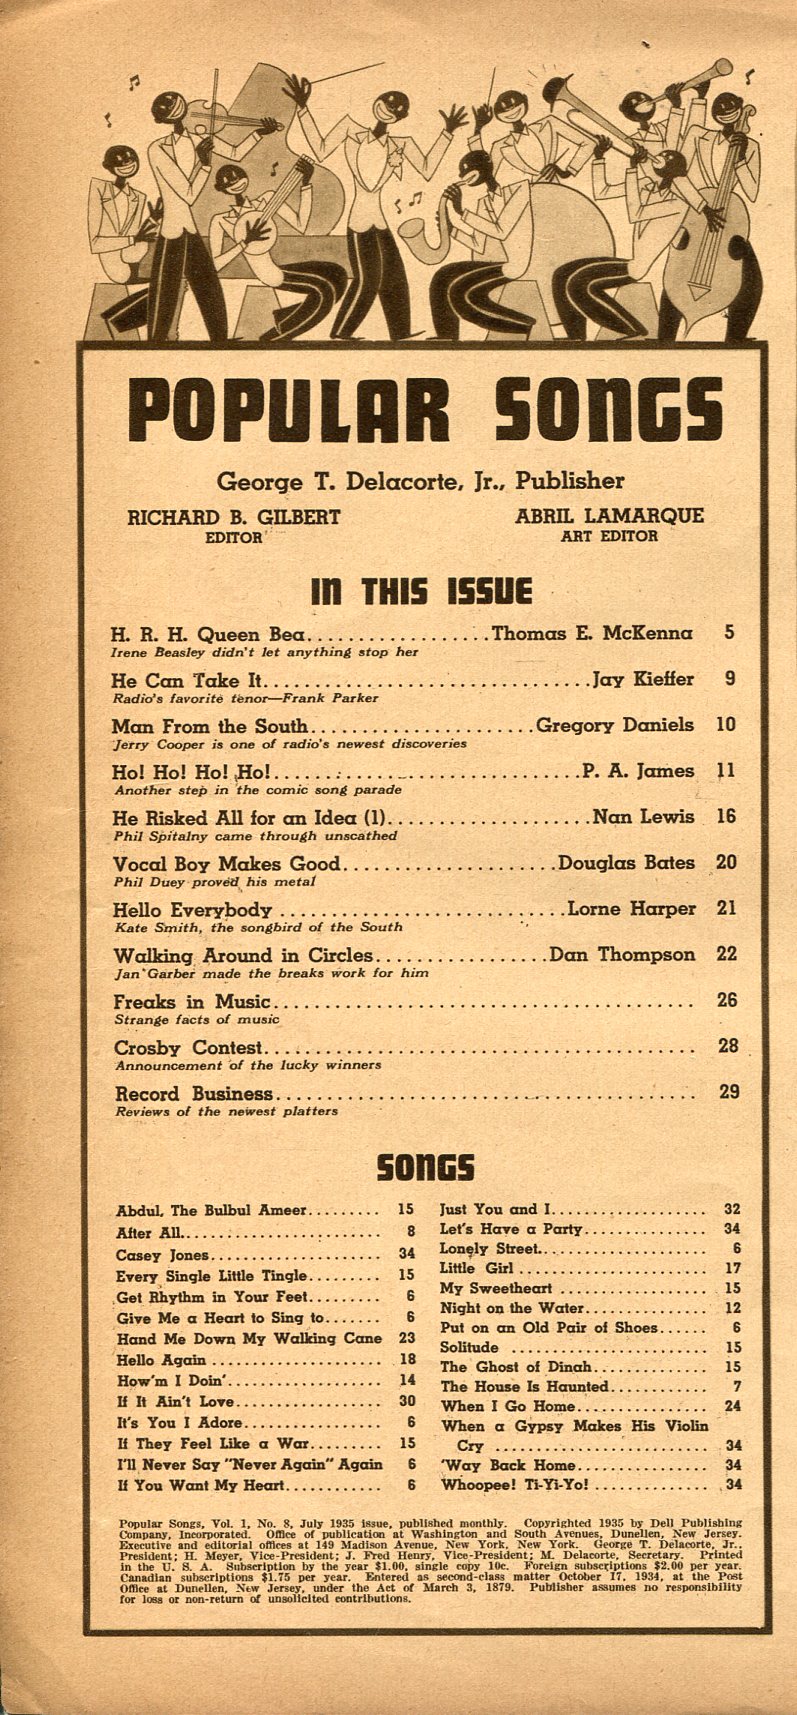 POPULAR SONGS
George T. Delacorte, Jr., Publisher
RICHARD B. GILBERT
EDITOR
ABRIL LAMARQUE
ART EDITOR
IN THIS ISSUE
H. R. H. Queen Bea..................Thomas E. McKenna 5
Irene Beasley didn't let anything stop her
He Can Take It................................Jay Kieffer 9
Radio's favorite tenor—Frank Parker
Man From the South......................Gregory Daniels 10
Jerry Cooper is one of radio's newest discoveries
Ho! Ho! Ho! Ho!..............................P. A. James 11
Another step in the comic song parade
He Risked All for an Idea (1)....................Nan Lewis 16
Phil Spitalny came through unscathed
Vocal Boy Makes Good.....................Douglas Bates 20
Phil Duey proved his metal
Hello Everybody ............................Lorne Harper 21
Kate Smith, the songbird of the South
Walking Around in Circles.................Dan Thompson 22
Jan Garber made the breaks work for him
Freaks in Music......................................... 26
Strange facts of music
Crosby Contest.......................................... 28
Announcement of the lucky winners
Record Business......................................... 29
Reviews of the newest platters
SONGS
Abdul, The Bulbul Ameer......... 15
After All........................ 8
Casey Jones..................... 34
Every Single Little Tingle......... 15
Get Rhythm in Your Feet......... 6
Give Me a Heart to Sing to....... 6
Hand Me Down My Walking Cane 23
Hello Again ..................... 18
How'm I Doin'................... 14
If It Ain't Love.................. 30
It's You I Adore................. 6
If They Feel Like a War......... 15
I'll Never Say "Never Again" Again 6
If You Want My Heart............ 6
Just You and I................... 32
Let's Have a Party............... 34
Lonely Street.................... 6
Little Girl ....................... 17
My Sweetheart .................. 15
Night on the Water............... 12
Put on an Old Pair of Shoes...... 6
Solitude ........................ 15
The Ghost of Dinah.............. 15
The House Is Haunted............ 7
When I Go Home................ 24
When a Gypsy Makes His Violin
Cry .......................... 34
'Way Back Home................ 34
Whoopee! Ti-Yi-Yo! .............. 34
Popular Songs, Vol. 1, No. 8, July 1935 issue, published monthly. Copyrighted 1935 by Dell Publishing
Company, Incorporated. Office of publication at Washington and South Avenues, Dunellen, New Jersey.
Executive and editorial offices at 149 Madison Avenue, New York, New York. George T. Delacorte, Jr.,
President; H. Meyer, Vice-President; J. Fred Henry, Vice-President; M. Delacorte, Secretary. Printed
in the U. S. A. Subscription by the year $1.00, single copy 10c. Foreign subscriptions $2.00 per year.
Canadian subscriptions $1.75 per year. Entered as second-class matter October 17, 1934, at the Post
Office at Dunellen, New Jersey, under the Act of March 3, 1879. Publisher assumes no responsibility
for loss or non-return of unsolicited contributions.